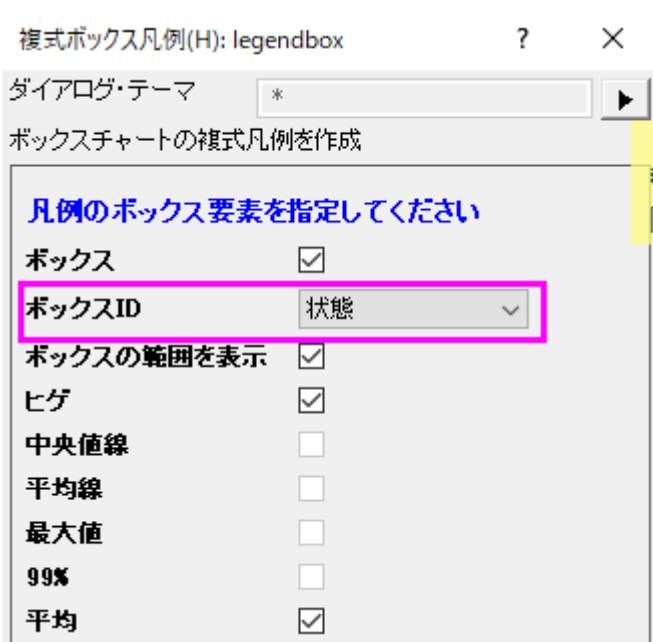 複式ボックス凡例(H): legendbox ? ×
ダイアログ・テーマ *
ボックスチャートの複式凡例を作成
凡例のボックス要素を指定してください
ボックス
ボックスID 状態
ボックスの範囲を表示
ヒゲ
中央値線
平均線
最大値
99%
平均